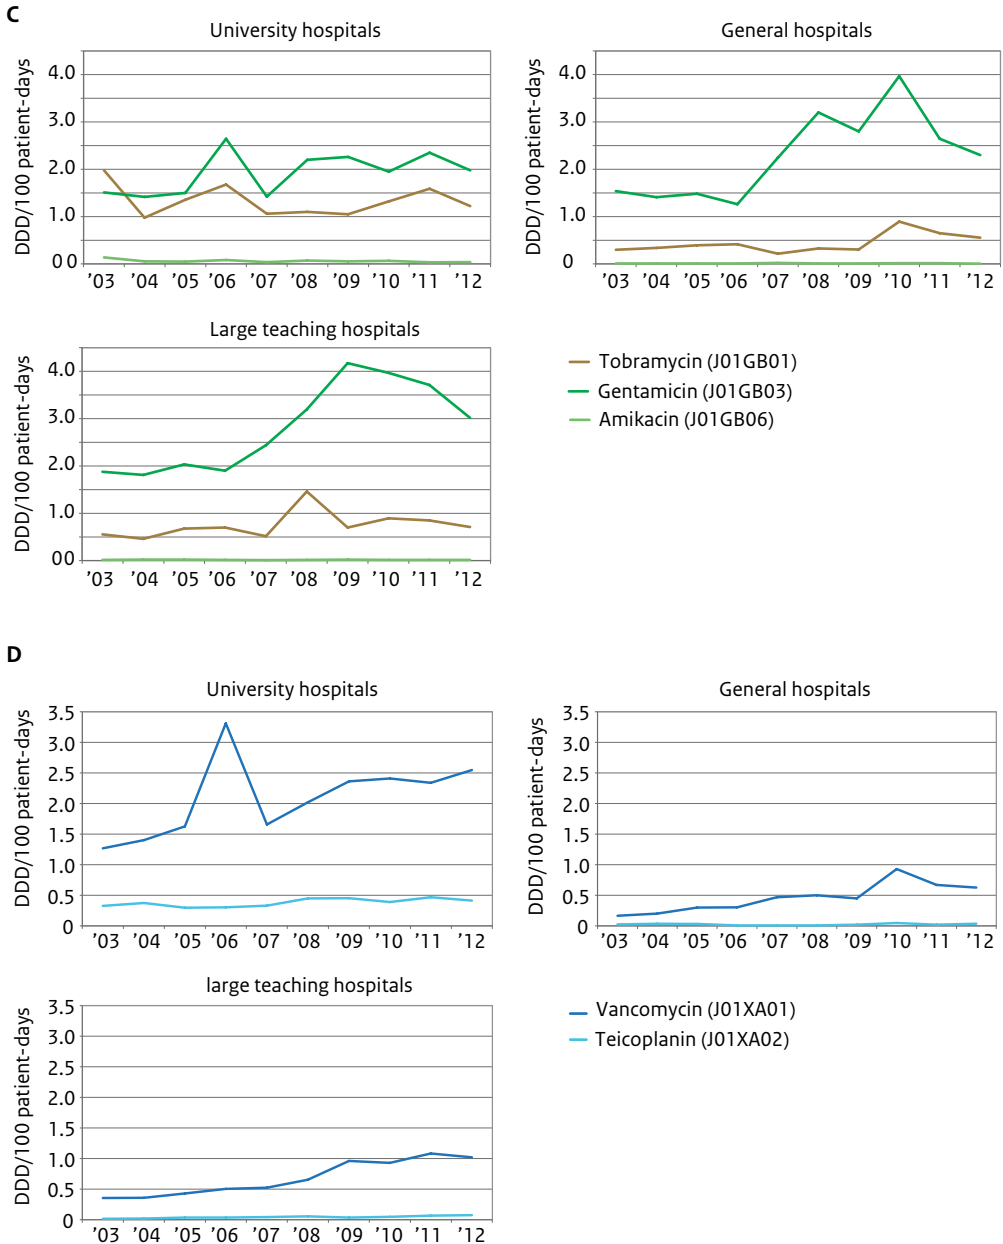 C
University hospitals
DDD/100 patient-days
4.0
3.0
2.0
1.0
0 0
’03 ’04 ’05 ’06 ’07 ’08 ’09 ’10 ’11 ’12
General hospitals
DDD/100 patient-days
4.0
3.0
2.0
1.0
0
’03 ’04 ’05 ’06 ’07 ’08 ’09 ’10 ’11 ’12
Large teaching hospitals
DDD/100 patient-days
4.0
3.0
2.0
1.0
00
’03 ’04 ’05 ’06 ’07 ’08 ’09 ’10 ’11 ’12
Tobramycin (J01GB01)
Gentamicin (J01GB03)
Amikacin (J01GB06)
D
University hospitals
DDD/100 patient-days
3.5
3.0
2.5
2.0
1.5
1.0
0.5
0
’03 ’04 ’05 ’06 ’07 ’08 ’09 ’10 ’11 ’12
General hospitals
DDD/100 patient-days
3.5
3.0
2.5
2.0
1.5
1.0
0.5
0
’03 ’04 ’05 ’06 ’07 ’08 ’09 ’10 ’11 ’12
large teaching hospitals
DDD/100 patient-days
3.5
3.0
2.5
2.0
1.5
1.0
0.5
0
’03 ’04 ’05 ’06 ’07 ’08 ’09 ’10 ’11 ’12
Vancomycin (J01XA01)
Teicoplanin (J01XA02)